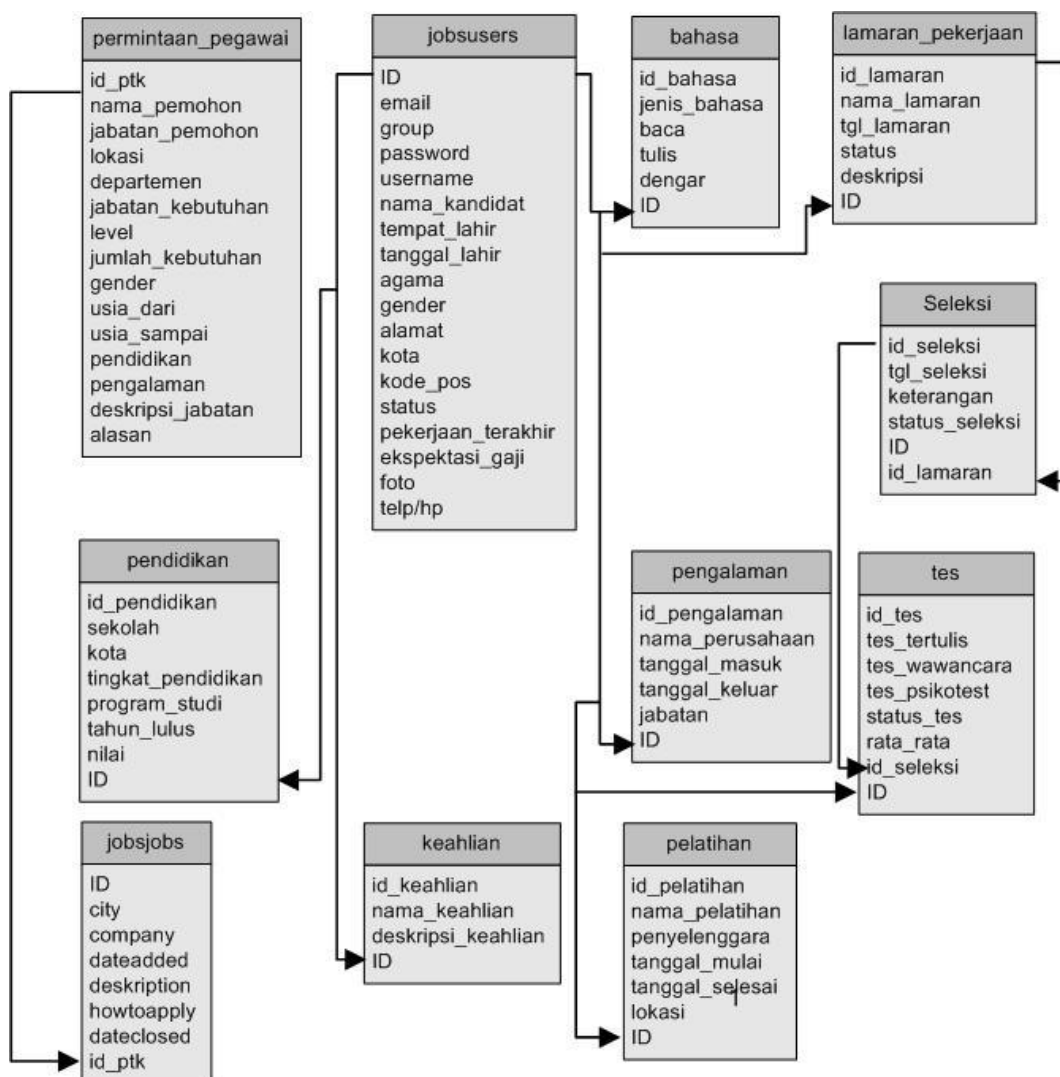 permintaan_pegawai
id_ptk
nama_pemohon
jabatan_pemohon
lokasi
departemen
jabatan_kebutuhan
level
jumlah_kebutuhan
gender
usia_dari
usia_sampai
pendidikan
pengalaman
deskripsi_jabatan
alasan
jobsusers
ID
email
group
password
username
nama_kandidat
tempat_lahir
tanggal_lahir
agama
gender
alamat
kota
kode_pos
status
pekerjaan_terakhir
ekspektasi_gaji
foto
telp/hp
bahasa
id_bahasa
jenis_bahasa
baca
tulis
dengar
ID
lamaran_pekerjaan
id_lamaran
nama_lamaran
tgl_lamaran
status
deskripsi
ID
Seleksi
id_seleksi
tgl_seleksi
keterangan
status_seleksi
ID
id_lamaran
pendidikan
id_pendidikan
sekolah
kota
tingkat_pendidikan
program_studi
tahun_lulus
nilai
ID
pengalaman
id_pengalaman
nama_perusahaan
tanggal_masuk
tanggal_keluar
jabatan
ID
tes
id_tes
tes_tertulis
tes_wawancara
tes_psikotest
status_tes
rata_rata
id_seleksi
ID
jobsjobs
ID
city
company
dateadded
deskription
howtoapply
dateclosed
id_ptk
keahlian
id_keahlian
nama_keahlian
deskripsi_keahlian
ID
pelatihan
id_pelatihan
nama_pelatihan
penyelenggara
tanggal_mulai
tanggal_selesai
lokasi
ID